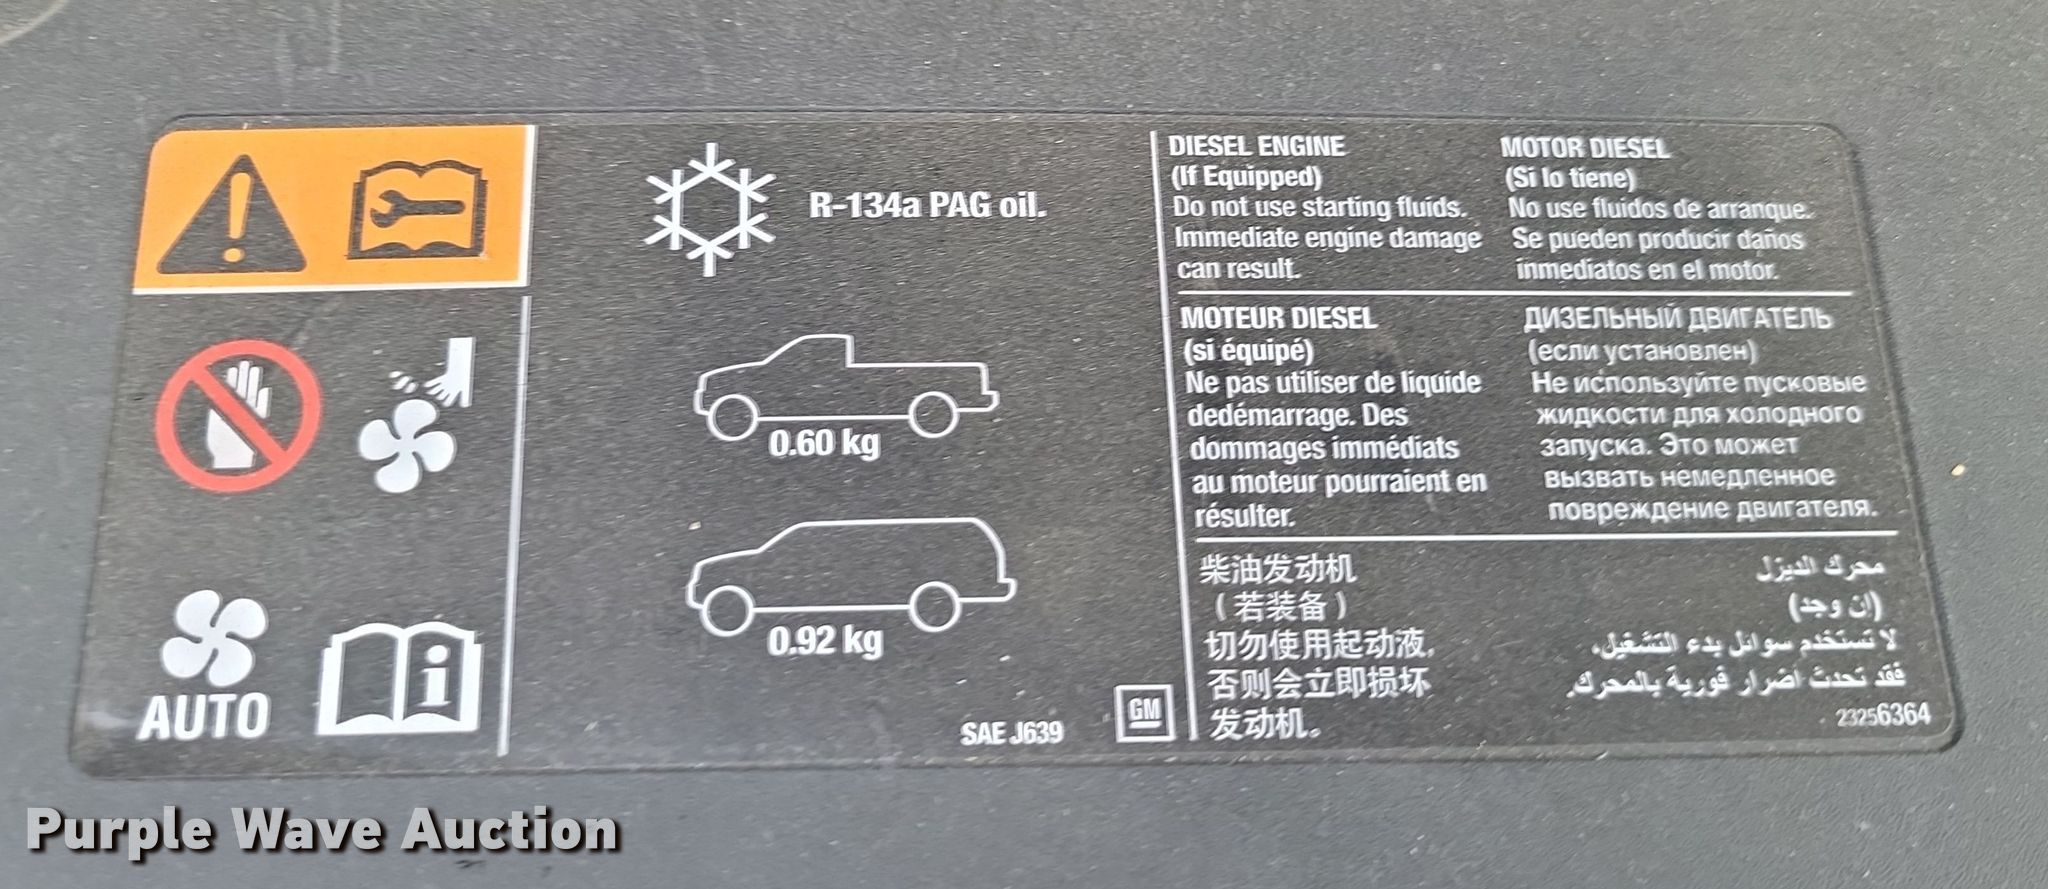 R-134a PAG oil.
0.60 kg
0.92 kg
AUTO
SAE J639
GM
DIESEL ENGINE
(If Equipped)
Do not use starting fluids.
Immediate engine damage
can result.
MOTOR DIESEL
(Si lo tiene)
No use fluidos de arranque.
Se pueden producir daños
inmediatos en el motor.
MOTEUR DIESEL
(si équipé)
Ne pas utiliser de liquide
dedémarrage. Des
dommages immédiats
au moteur pourraient en
résulter.
ДИЗЕЛЬНЫЙ ДВИГАТЕЛЬ
(если установлен)
Не используйте пусковые
жидкости для холодного
запуска. Это может
вызвать немедленное
повреждение двигателя.
柴油发动机
（若装备）
切勿使用起动液，
否则会立即损坏
发动机。
محرك الديزل
(إن وجد)
لا تستخدم سوائل بدء التشغيل،
فقد تحدث أضرار فورية بالمحرك.
23256364
Purple Wave Auction